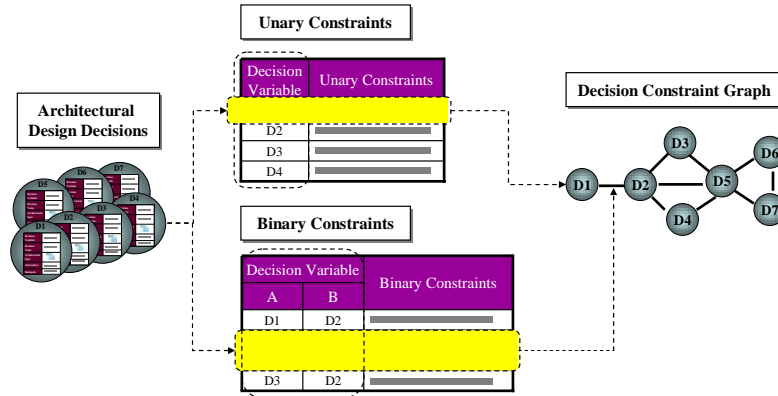 Unary Constraints
Decision
Variable
Unary Constraints
D2
D3
D4
Architectural
Design Decisions
D7
D6
D5
D4
D3
D2
D1
Binary Constraints
Decision Variable
Binary Constraints
A
B
D1
D2
D3
D2
Decision Constraint Graph
D3
D6
D1
D2
D5
D4
D7